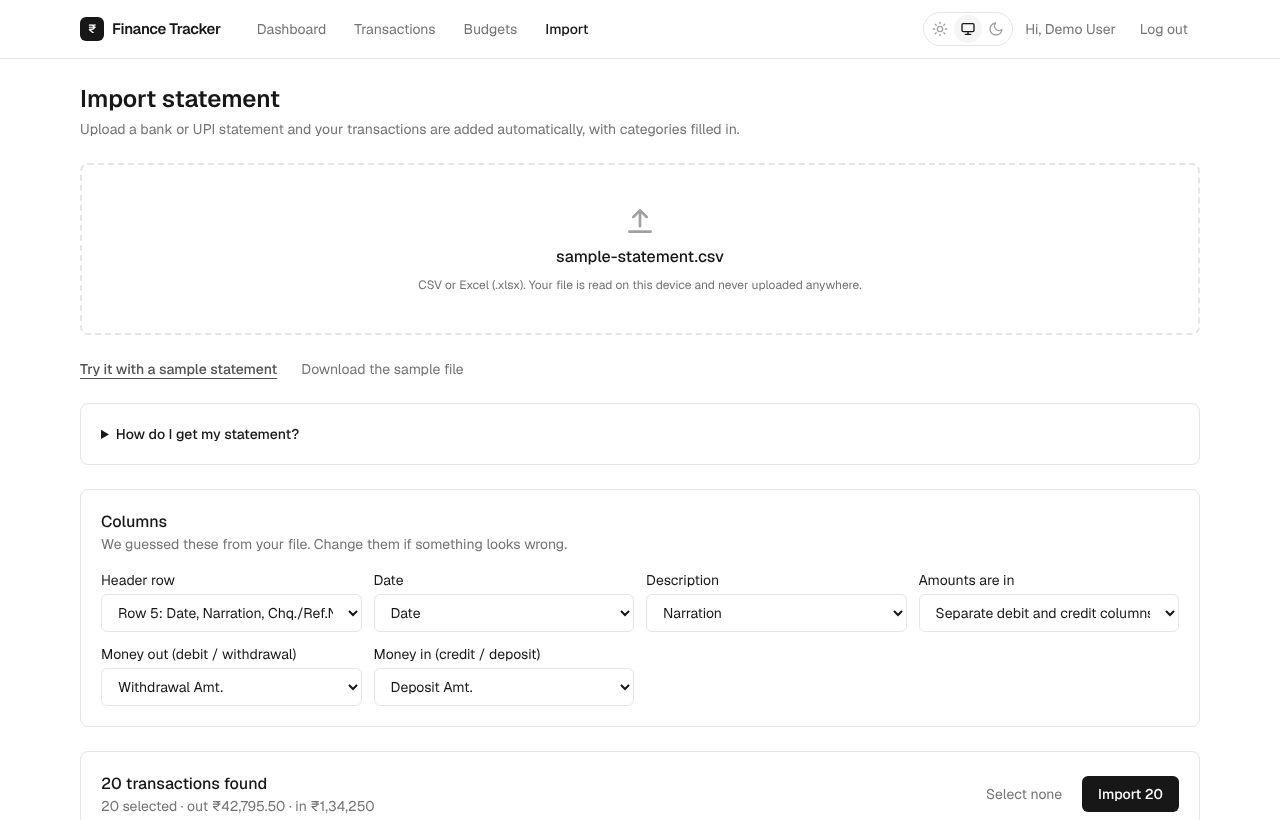 ₹ Finance Tracker Dashboard Transactions Budgets Import Hi, Demo User Log out
Import statement
Upload a bank or UPI statement and your transactions are added automatically, with categories filled in.
sample-statement.csv
CSV or Excel (.xlsx). Your file is read on this device and never uploaded anywhere.
Try it with a sample statement Download the sample file
How do I get my statement?
Columns
We guessed these from your file. Change them if something looks wrong.
Header row Date Description Amounts are in
Row 5: Date, Narration, Chq./Ref.N Date Narration Separate debit and credit columns
Money out (debit / withdrawal) Money in (credit / deposit)
Withdrawal Amt. Deposit Amt.
20 transactions found
20 selected · out ₹42,795.50 · in ₹1,34,250
Select none Import 20